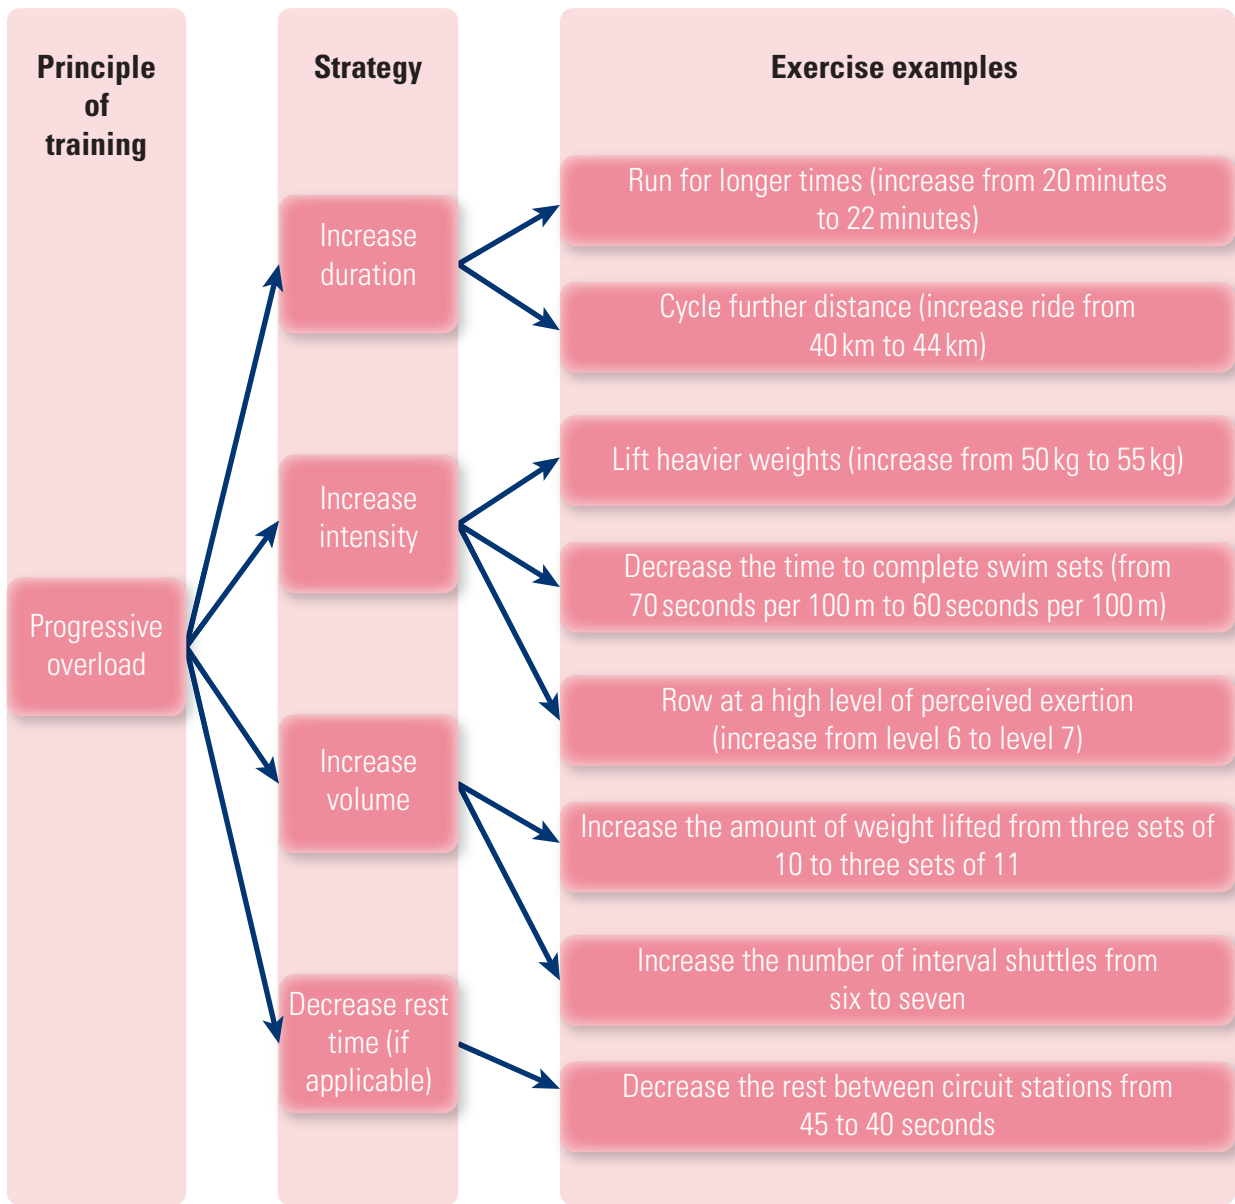 Principle
of
training
Strategy
Exercise examples
Progressive
overload
Increase
duration
Increase
intensity
Increase
volume
Decrease rest
time (if
applicable)
Run for longer times (increase from 20 minutes
to 22 minutes)
Cycle further distance (increase ride from
40 km to 44 km)
Lift heavier weights (increase from 50 kg to 55 kg)
Decrease the time to complete swim sets (from
70 seconds per 100 m to 60 seconds per 100 m)
Row at a high level of perceived exertion
(increase from level 6 to level 7)
Increase the amount of weight lifted from three sets of
10 to three sets of 11
Increase the number of interval shuttles from
six to seven
Decrease the rest between circuit stations from
45 to 40 seconds